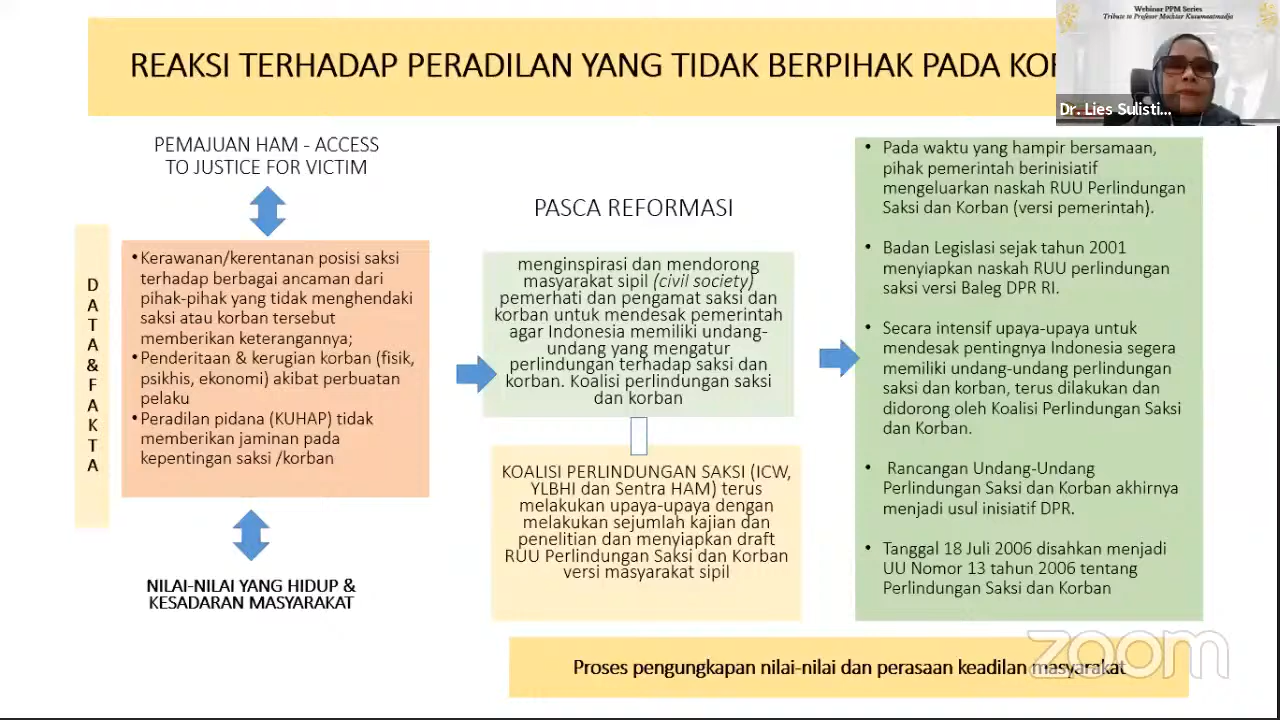 Webinar PPM Series
Tribute to Professor Mochtar Kusumaatmadja
Dr. Lies Sulisti...
REAKSI TERHADAP PERADILAN YANG TIDAK BERPIHAK PADA
PEMAJUAN HAM - ACCESS
TO JUSTICE FOR VICTIM
DATA&FAKTA
•Kerawanan/kerentanan posisi saksi
terhadap berbagai ancaman dari
pihak-pihak yang tidak menghendaki
saksi atau korban tersebut
memberikan keterangannya;
•Penderitaan & kerugian korban (fisik,
psikhis, ekonomi) akibat perbuatan
pelaku
•Peradilan pidana (KUHAP) tidak
memberikan jaminan pada
kepentingan saksi /korban
NILAI-NILAI YANG HIDUP &
KESADARAN MASYARAKAT
PASCA REFORMASI
menginspirasi dan mendorong
masyarakat sipil (civil society)
pemerhati dan pengamat saksi dan
korban untuk mendesak pemerintah
agar Indonesia memiliki undang-
undang yang mengatur
perlindungan terhadap saksi dan
korban. Koalisi perlindungan saksi
dan korban
KOALISI PERLINDUNGAN SAKSI (ICW,
YLBHI dan Sentra HAM) terus
melakukan upaya-upaya dengan
melakukan sejumlah kajian dan
penelitian dan menyiapkan draft
RUU Perlindungan Saksi dan Korban
versi masyarakat sipil
• Pada waktu yang hampir bersamaan,
pihak pemerintah berinisiatif
mengeluarkan naskah RUU Perlindungan
Saksi dan Korban (versi pemerintah).
• Badan Legislasi sejak tahun 2001
menyiapkan naskah RUU perlindungan
saksi versi Baleg DPR RI.
• Secara intensif upaya-upaya untuk
mendesak pentingnya Indonesia segera
memiliki undang-undang perlindungan
saksi dan korban, terus dilakukan dan
didorong oleh Koalisi Perlindungan Saksi
dan Korban.
• Rancangan Undang-Undang
Perlindungan Saksi dan Korban akhirnya
menjadi usul inisiatif DPR.
• Tanggal 18 Juli 2006 disahkan menjadi
UU Nomor 13 tahun 2006 tentang
Perlindungan Saksi dan Korban
Proses pengungkapan nilai-nilai dan perasaan keadilan masyarakat
zoom